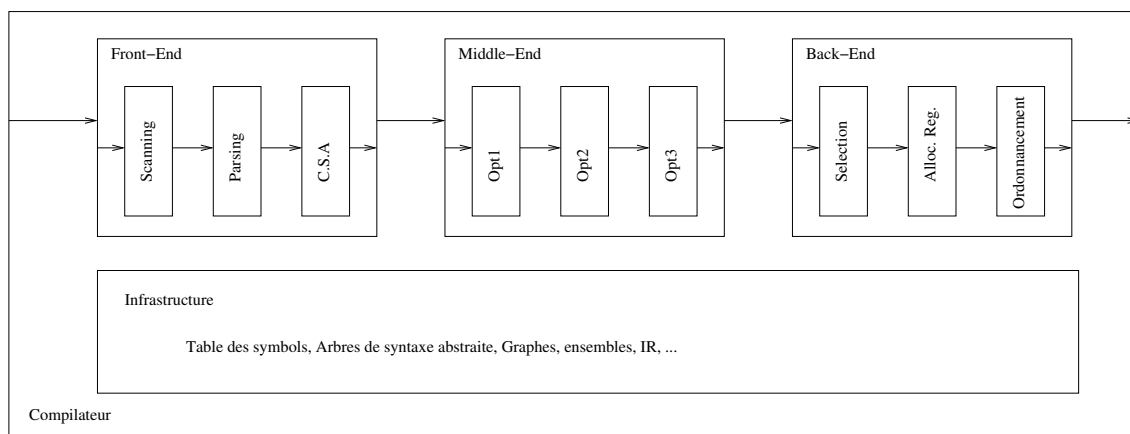 Front-End
Middle-End
Back-End
Scanning
Parsing
C.S.A
Opt1
Opt2
Opt3
Selection
Alloc. Reg.
Ordonnancement
Infrastructure
Table des symbols, Arbres de syntaxe abstraite, Graphes, ensembles, IR, ...
Compilateur